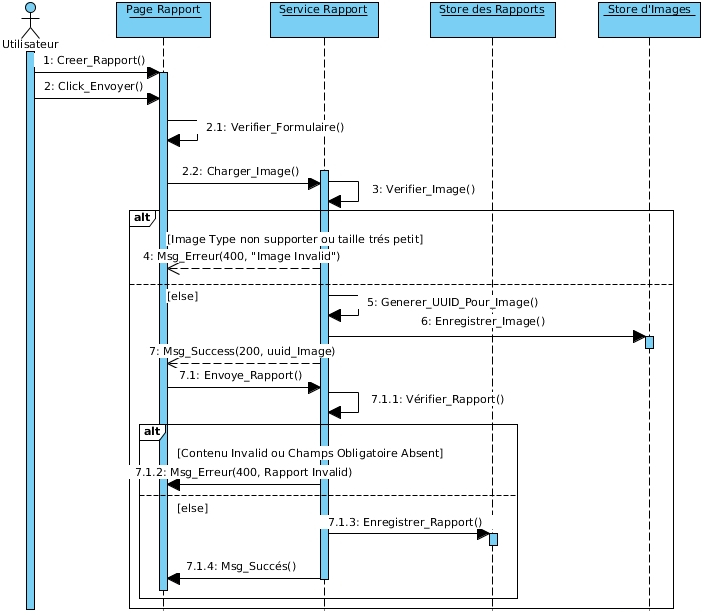 Page Rapport
Service Rapport
Store des Rapports
Store d'Images
Utilisateur
1: Creer_Rapport()
2: Click_Envoyer()
2.1: Verifier_Formulaire()
2.2: Charger_Image()
3: Verifier_Image()
alt
[Image Type non supporter ou taille trés petit]
4: Msg_Erreur(400, "Image Invalid")
[else]
5: Generer_UUID_Pour_Image()
6: Enregistrer_Image()
7: Msg_Success(200, uuid_Image)
7.1: Envoye_Rapport()
7.1.1: Vérifier_Rapport()
alt
[Contenu Invalid ou Champs Obligatoire Absent]
7.1.2: Msg_Erreur(400, Rapport Invalid)
[else]
7.1.3: Enregistrer_Rapport()
7.1.4: Msg_Succés()